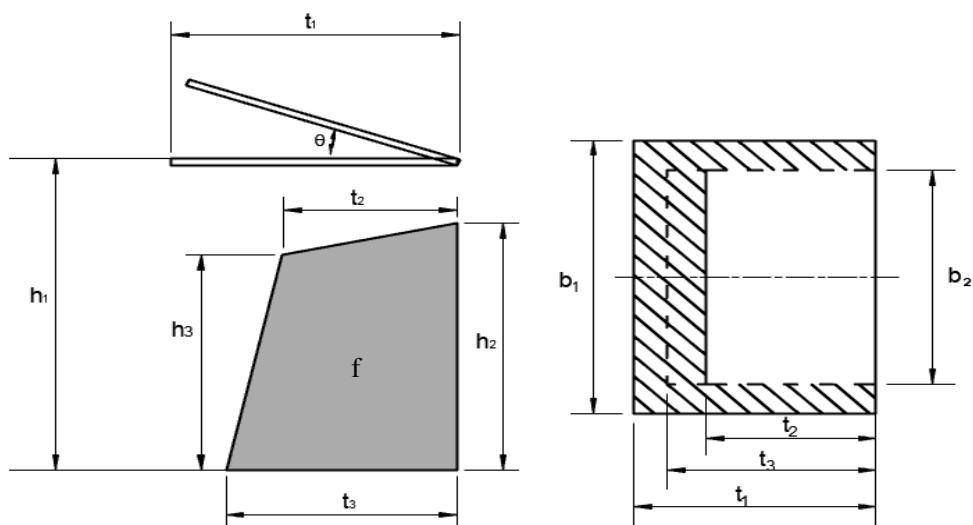 t₁
θ
t₂
h₁
h₃
h₂
f
t₃
b₁
b₂
t₂
t₃
t₁